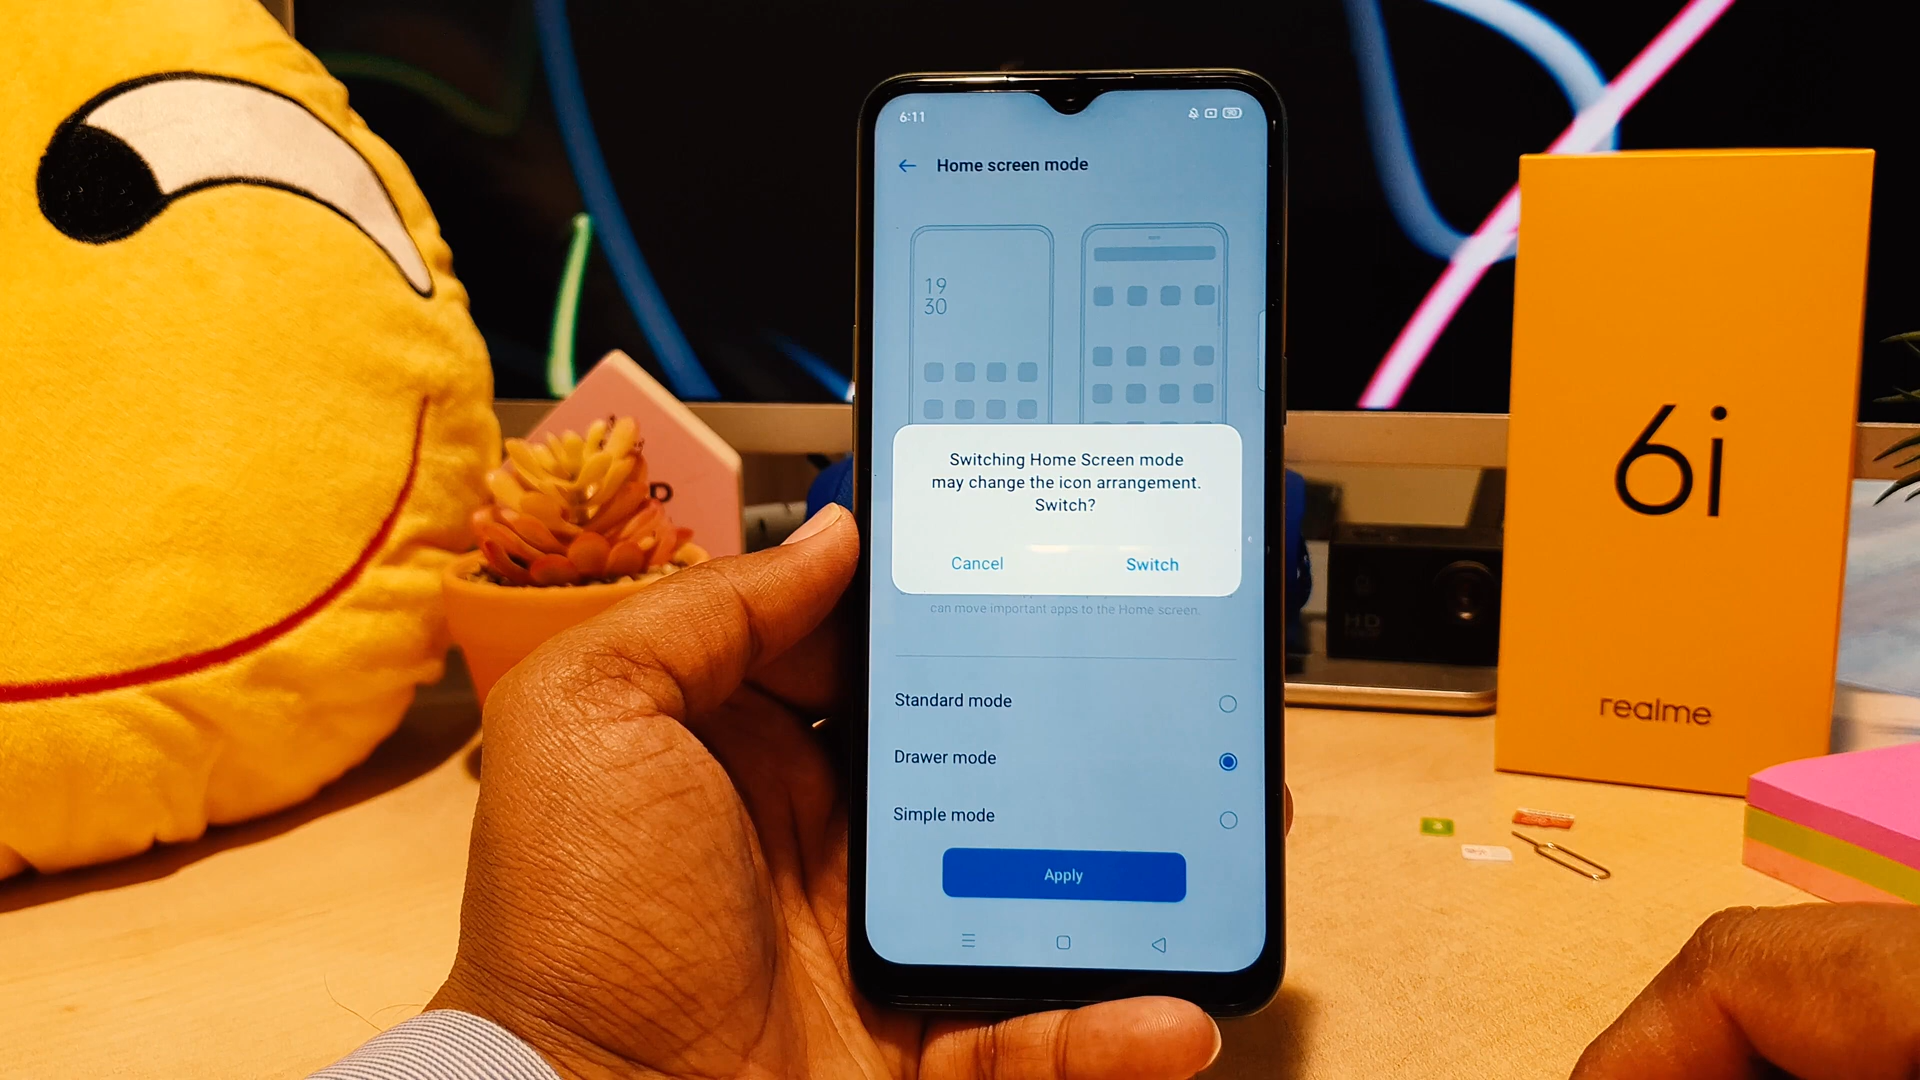 6:11
Home screen mode
19
30
Switching Home Screen mode
may change the icon arrangement.
Switch?
Cancel
Switch
can move important apps to the Home screen.
Standard mode
Drawer mode
Simple mode
Apply
6i
realme
HD